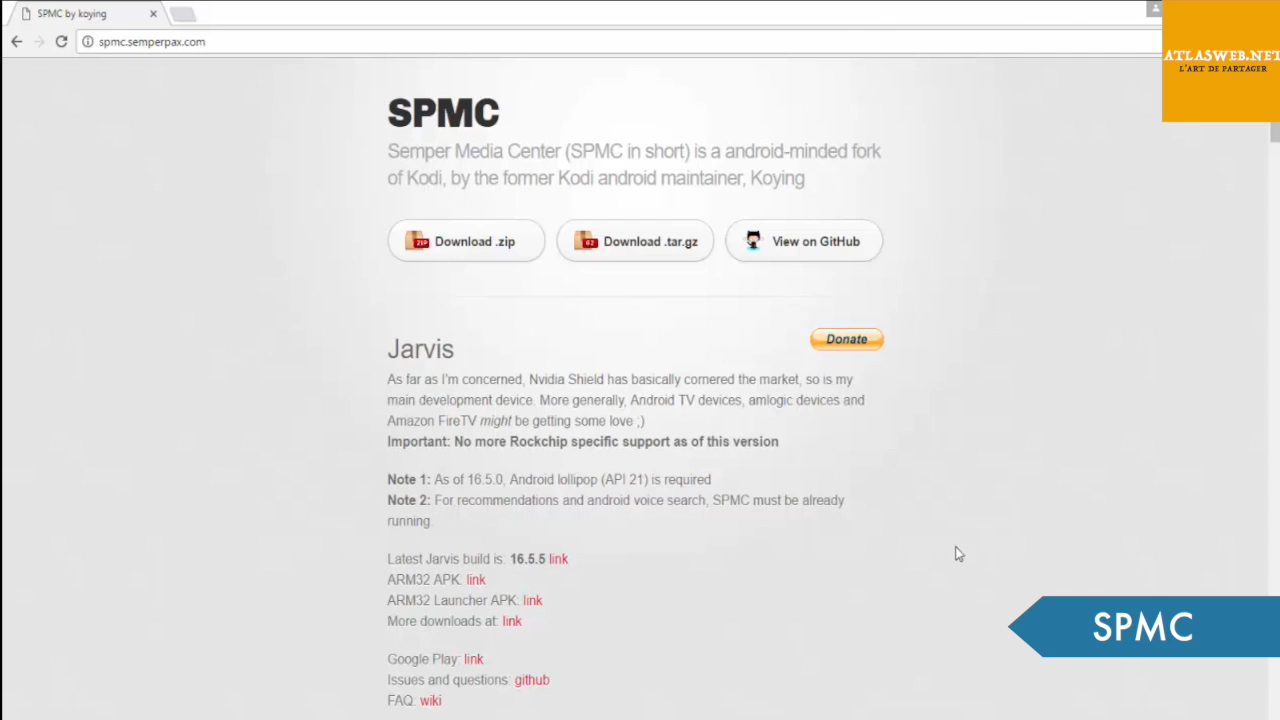 SPMC by koying
spmc.semperpax.com
ATLASWEB.NET
L'ART DE PARTAGER
SPMC
Semper Media Center (SPMC in short) is a android-minded fork
of Kodi, by the former Kodi android maintainer, Koying
ZIP Download .zip
GZ Download .tar.gz
View on GitHub
Jarvis
Donate
As far as I'm concerned, Nvidia Shield has basically cornered the market, so is my
main development device. More generally, Android TV devices, amlogic devices and
Amazon FireTV might be getting some love ;)
Important: No more Rockchip specific support as of this version
Note 1: As of 16.5.0, Android lollipop (API 21) is required
Note 2: For recommendations and android voice search, SPMC must be already
running.
Latest Jarvis build is: 16.5.5 link
ARM32 APK: link
ARM32 Launcher APK: link
More downloads at: link
SPMC
Google Play: link
Issues and questions: github
FAQ: wiki